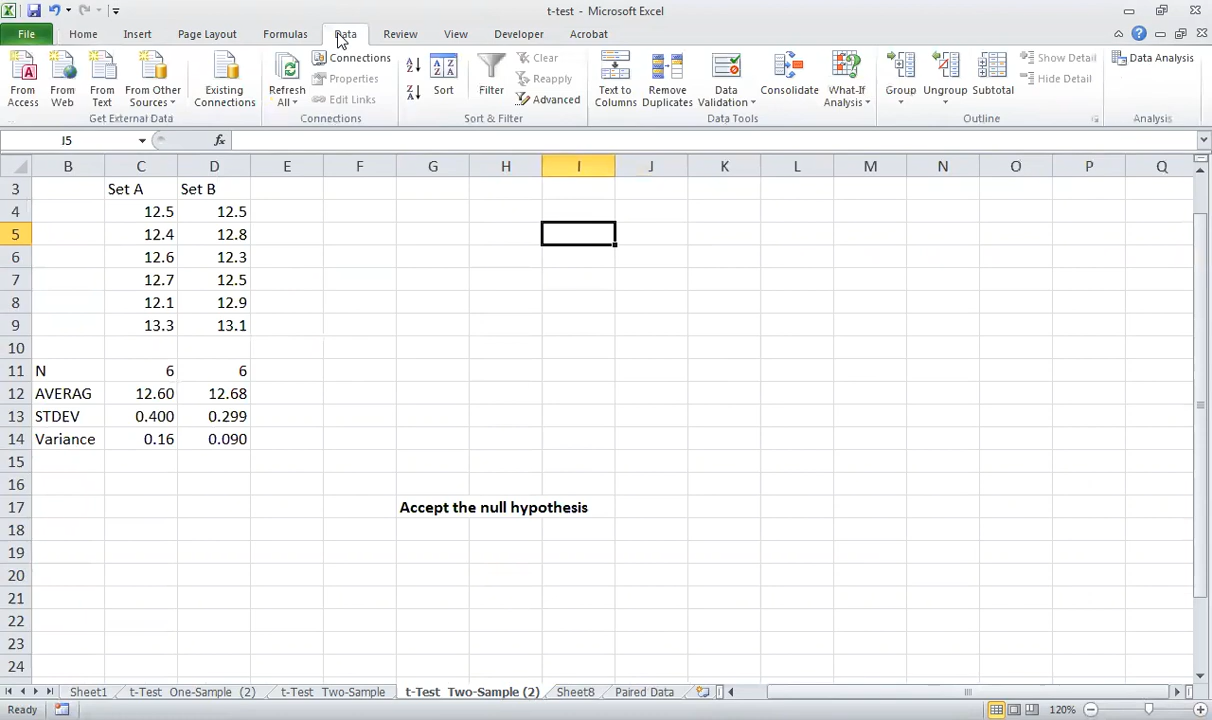 t-test - Microsoft Excel
File Home Insert Page Layout Formulas Data Review View Developer Acrobat
From Access
From Web
From Text
From Other Sources
Existing Connections
Get External Data
Refresh All
Connections
Properties
Edit Links
Connections
Sort
Filter
Clear
Reapply
Advanced
Sort & Filter
Text to Columns
Remove Duplicates
Data Validation
Consolidate
What-If Analysis
Data Tools
Group
Ungroup
Subtotal
Show Detail
Hide Detail
Outline
Data Analysis
Analysis
I5 fx
B C D E F G H I J K L M N O P Q
3 Set A Set B
4 12.5 12.5
5 12.4 12.8
6 12.6 12.3
7 12.7 12.5
8 12.1 12.9
9 13.3 13.1
10
11 N 6 6
12 AVERAG 12.60 12.68
13 STDEV 0.400 0.299
14 Variance 0.16 0.090
15
16
17 Accept the null hypothesis
18
19
20
21
22
23
24
Sheet1 t-Test One-Sample (2) t-Test Two-Sample t-Test Two-Sample (2) Sheet8 Paired Data
Ready 120%